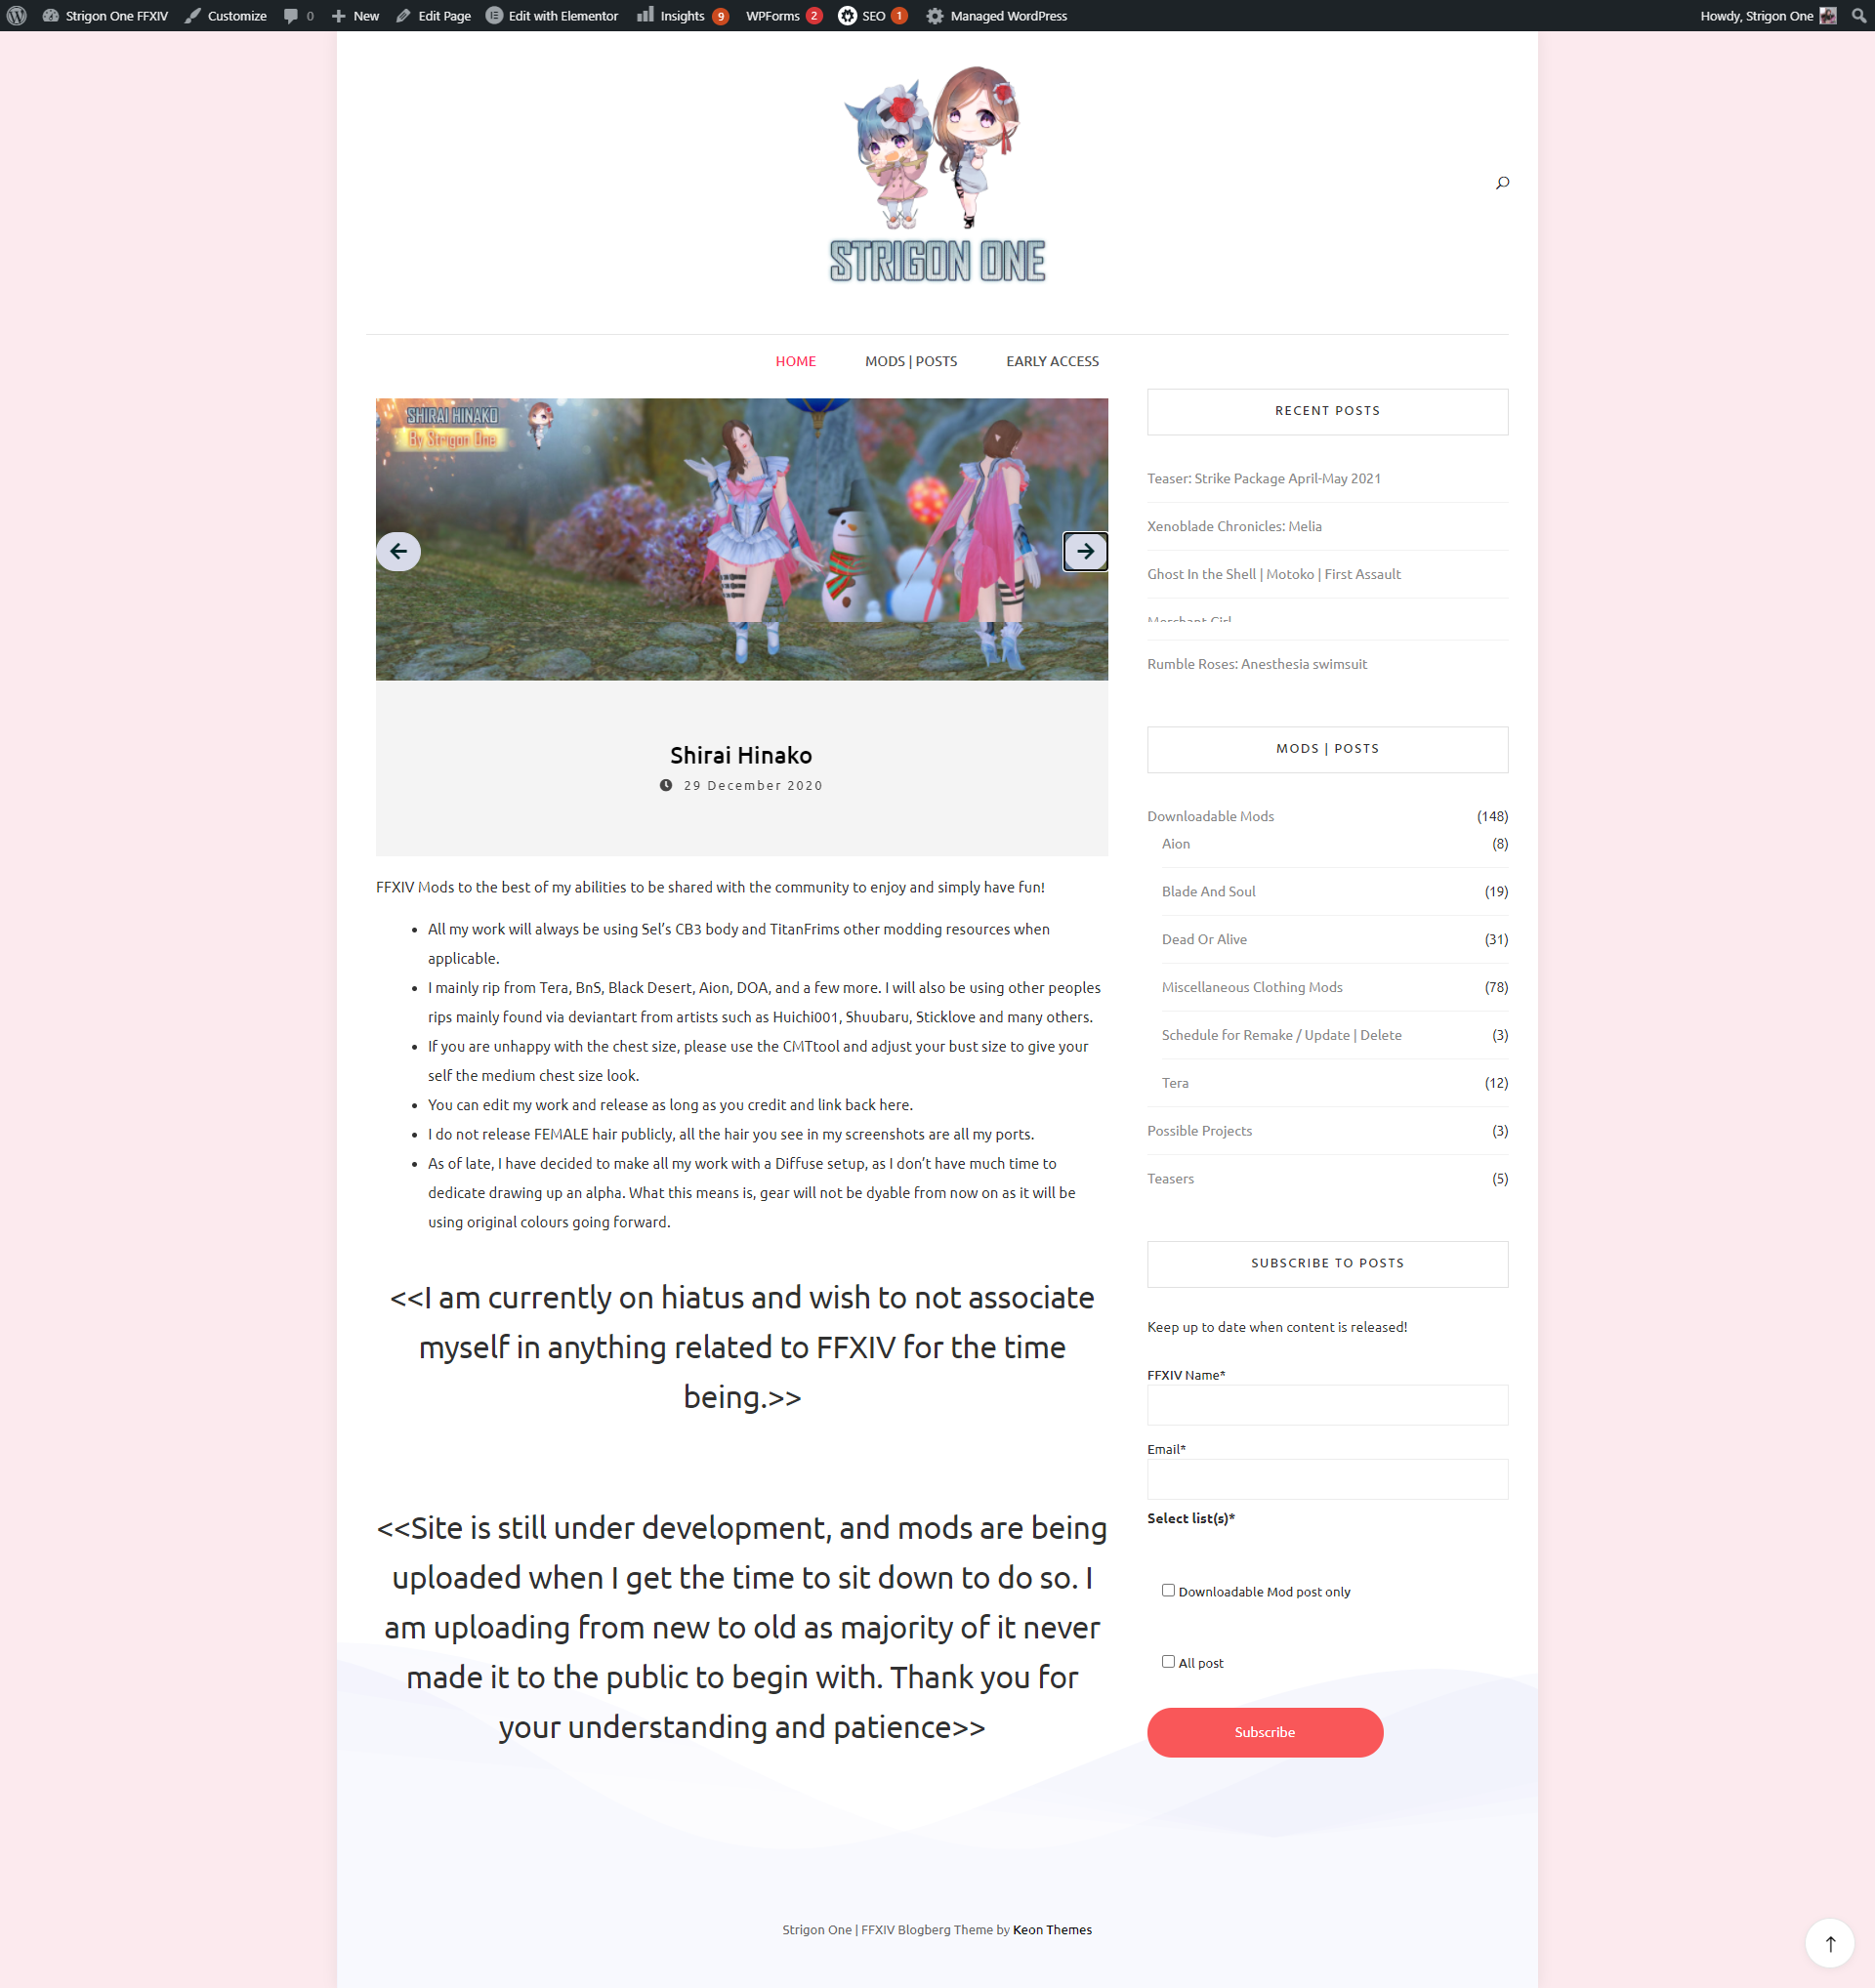 Strigon One FFXIV Customize 0 New Edit Page Edit with Elementor Insights 9 WPForms 2 SEO 1 Managed WordPress Howdy, Strigon One
STRIGON ONE
HOME MODS | POSTS EARLY ACCESS
SHIRAI HINAKO
By Strigon One
Shirai Hinako
29 December 2020
FFXIV Mods to the best of my abilities to be shared with the community to enjoy and simply have fun!
• All my work will always be using Sel’s CB3 body and TitanFrims other modding resources when
applicable.
• I mainly rip from Tera, BnS, Black Desert, Aion, DOA, and a few more. I will also be using other peoples
rips mainly found via deviantart from artists such as Huichi001, Shuubaru, Sticklove and many others.
• If you are unhappy with the chest size, please use the CMTtool and adjust your bust size to give your
self the medium chest size look.
• You can edit my work and release as long as you credit and link back here.
• I do not release FEMALE hair publicly, all the hair you see in my screenshots are all my ports.
• As of late, I have decided to make all my work with a Diffuse setup, as I don’t have much time to
dedicate drawing up an alpha. What this means is, gear will not be dyable from now on as it will be
using original colours going forward.
<<I am currently on hiatus and wish to not associate
myself in anything related to FFXIV for the time
being.>>
<<Site is still under development, and mods are being
uploaded when I get the time to sit down to do so. I
am uploading from new to old as majority of it never
made it to the public to begin with. Thank you for
your understanding and patience>>
RECENT POSTS
Teaser: Strike Package April-May 2021
Xenoblade Chronicles: Melia
Ghost In the Shell | Motoko | First Assault
Merchant Girl
Rumble Roses: Anesthesia swimsuit
MODS | POSTS
Downloadable Mods (148)
Aion (8)
Blade And Soul (19)
Dead Or Alive (31)
Miscellaneous Clothing Mods (78)
Schedule for Remake / Update | Delete (3)
Tera (12)
Possible Projects (3)
Teasers (5)
SUBSCRIBE TO POSTS
Keep up to date when content is released!
FFXIV Name*
Email*
Select list(s)*
Downloadable Mod post only
All post
Subscribe
Strigon One | FFXIV Blogberg Theme by Keon Themes